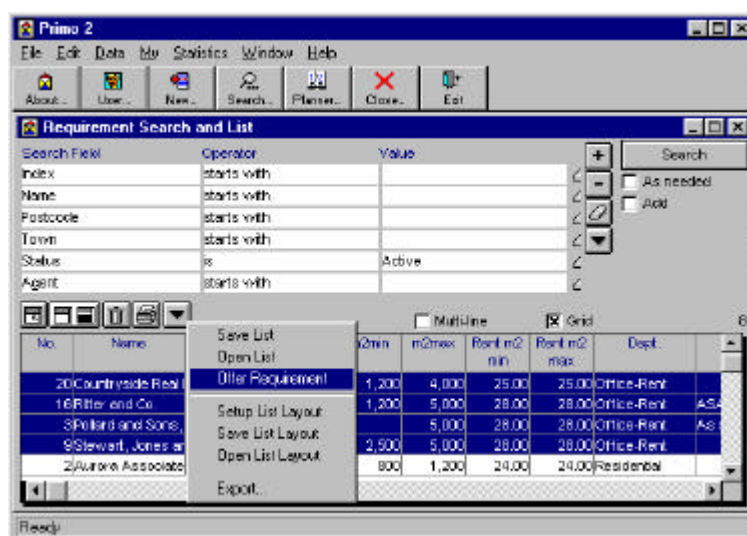 Primo 2
File Edit Data My Statistics Window Help
About... User... New... Search... Planner... Close... Exit
Requirement Search and List
Search Field Operator Value
Index starts with
Name starts with
Postcode starts with
Town starts with
Status is Active
Agent starts with
+ Search
- As needed
Add
Multi-line Grid
No. Name m2min m2max Rent m2 min Rent m2 max Dept.
20 Countryside Real 1,200 4,000 25.00 25.00 Office-Rent
16 Ritter and Co. 1,200 5,000 28.00 28.00 Office-Rent ASA
3 Pollard and Sons, 5,000 28.00 28.00 Office-Rent As
9 Stewart, Jones an 2,500 5,000 28.00 28.00 Office-Rent
2 Aurora Associate 800 1,200 24.00 24.00 Residential
Save List
Open List
Offer Requirement
Setup List Layout
Save List Layout
Open List Layout
Export...
Ready